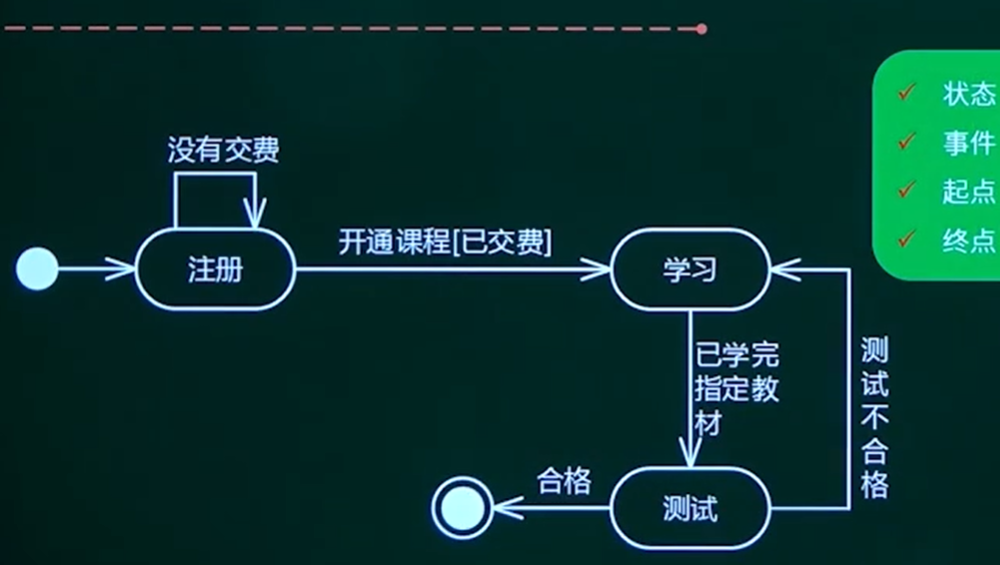 状态
事件
起点
终点
没有交费
开通课程[已交费]
注册
学习
已学完
指定教
材
测试不合格
合格
测试